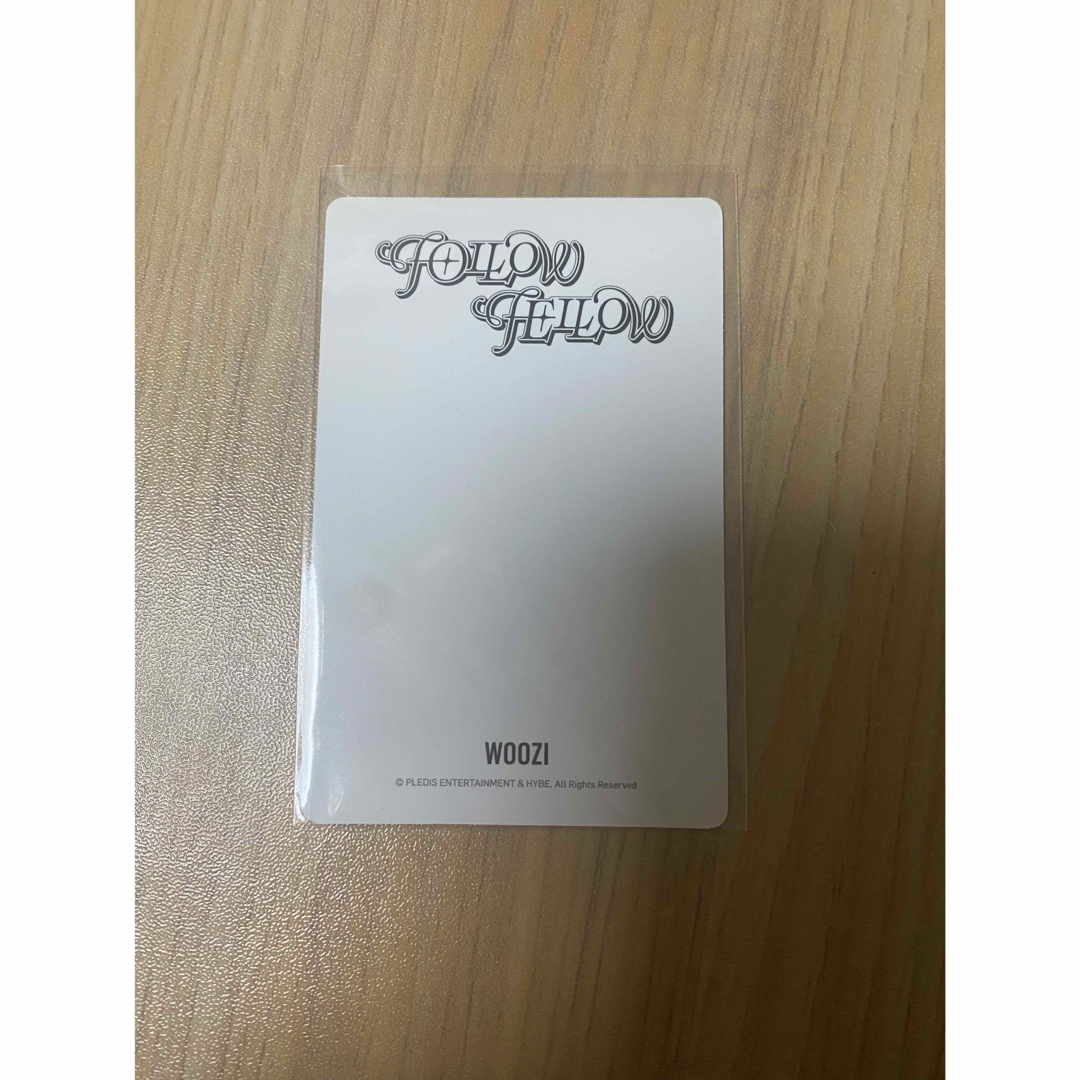 FOLLOW
FELLOW
WOOZI
© PLEDIS ENTERTAINMENT & HYBE. All Rights Reserved